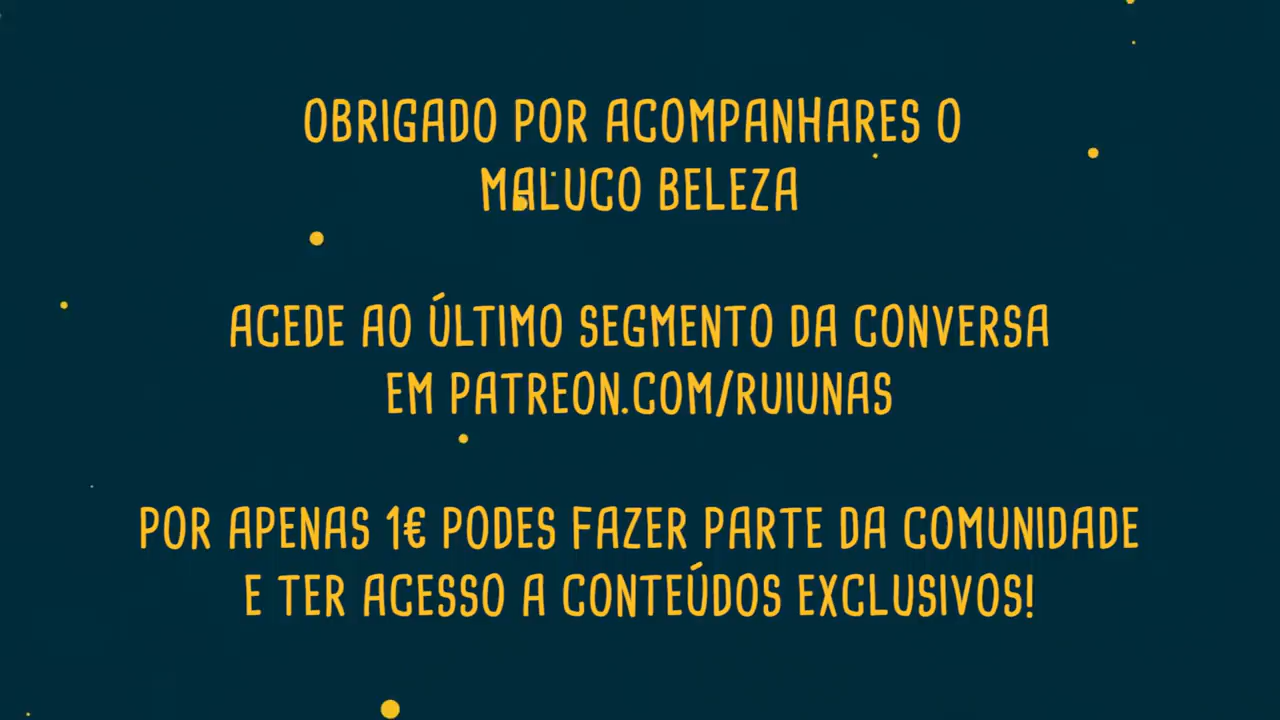 OBRIGADO POR ACOMPANHARES O
MALUCO BELEZA
ACEDE AO ÚLTIMO SEGMENTO DA CONVERSA
EM PATREON.COM/RUIUNAS
POR APENAS 1€ PODES FAZER PARTE DA COMUNIDADE
E TER ACESSO A CONTEÚDOS EXCLUSIVOS!